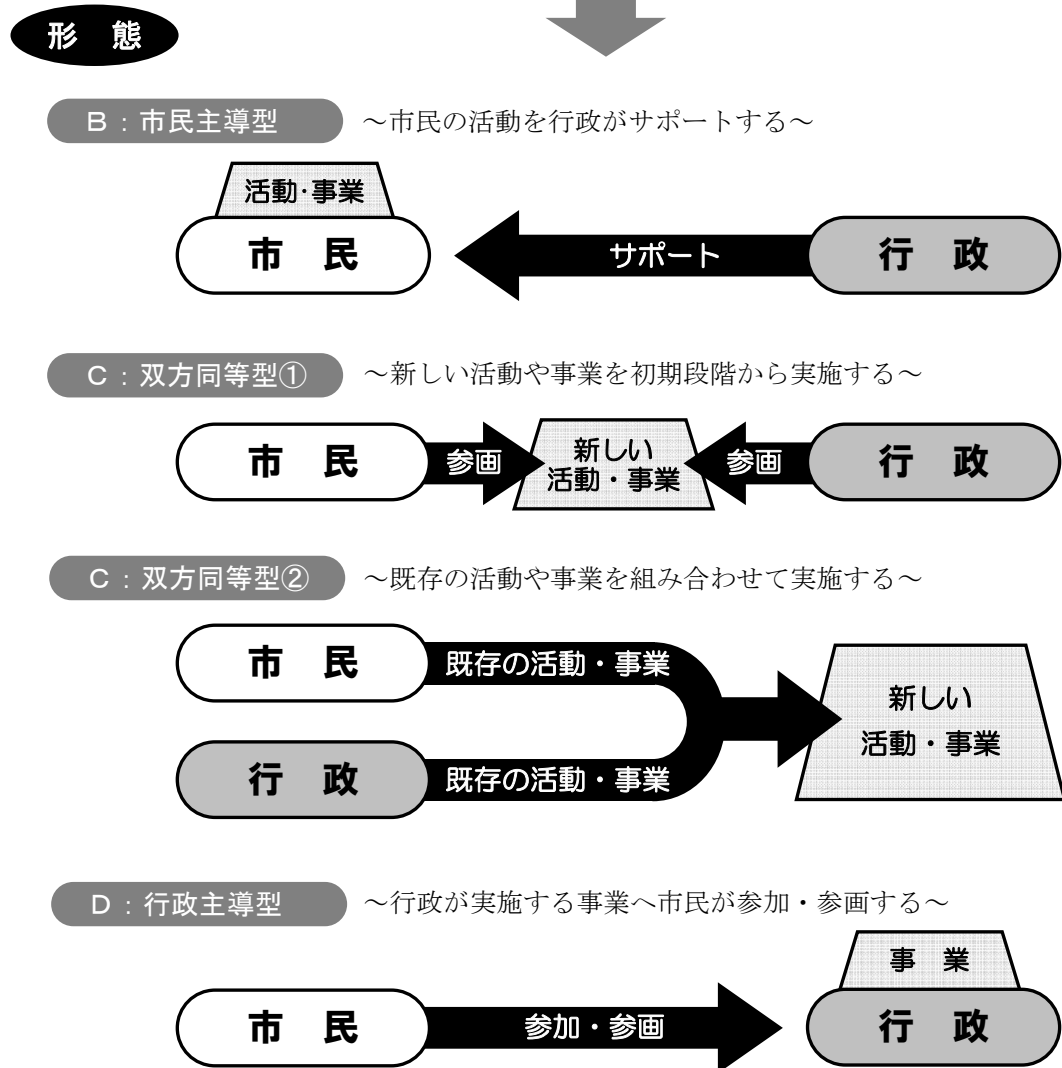 形 態
B:市民主導型 ~市民の活動を行政がサポートする~
活動・事業
市 民 サポート 行 政
C:双方同等型① ~新しい活動や事業を初期段階から実施する~
市 民 参画 新しい 参画 行 政
活動・事業
C:双方同等型② ~既存の活動や事業を組み合わせて実施する~
市 民 既存の活動・事業
新しい
活動・事業
行 政 既存の活動・事業
D:行政主導型 ~行政が実施する事業へ市民が参加・参画する~
事 業
市 民 参加・参画 行 政